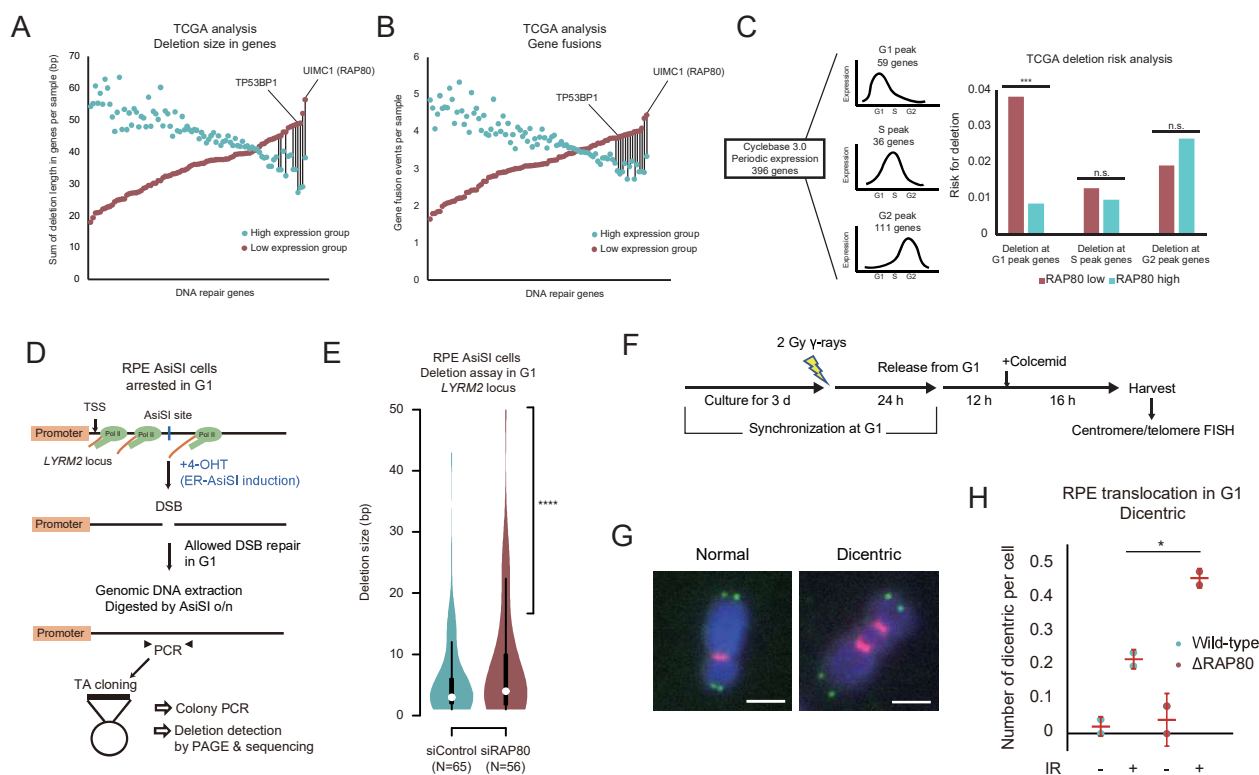 A
TCGA analysis
Deletion size in genes
Sum of deletion length in genes per sample (bp)
70
60
50
40
30
20
10
0
TP53BP1
UIMC1 (RAP80)
High expression group
Low expression group
DNA repair genes
B
TCGA analysis
Gene fusions
Gene fusion events per sample
6
5
4
3
2
1
0
TP53BP1
UIMC1 (RAP80)
High expression group
Low expression group
DNA repair genes
C
Cyclebase 3.0
Periodic expression
396 genes
G1 peak
59 genes
Expression
G1 S G2
S peak
36 genes
Expression
G1 S G2
G2 peak
111 genes
Expression
G1 S G2
TCGA deletion risk analysis
Risk for deletion
0.04
0.03
0.02
0.01
0
***
n.s.
n.s.
Deletion at
G1 peak genes
Deletion at
S peak genes
Deletion at
G2 peak genes
RAP80 low
RAP80 high
D
RPE AsiSI cells
arrested in G1
TSS
AsiSI site
Promoter
Pol II
Pol II
Pol II
LYRM2 locus
+4-OHT
(ER-AsiSI induction)
DSB
Promoter
Allowed DSB repair
in G1
Genomic DNA extraction
Digested by AsiSI o/n
Promoter
PCR
TA cloning
Colony PCR
Deletion detection
by PAGE & sequencing
E
RPE AsiSI cells
Deletion assay in G1
LYRM2 locus
Deletion size (bp)
50
40
30
20
10
0
****
siControl
(N=65)
siRAP80
(N=56)
F
2 Gy γ-rays
Release from G1
+Colcemid
Culture for 3 d
24 h
12 h
16 h
Harvest
Synchronization at G1
Centromere/telomere FISH
G
Normal
Dicentric
H
RPE translocation in G1
Dicentric
Number of dicentric per cell
0.5
0.4
0.3
0.2
0.1
0
*
Wild-type
ΔRAP80
IR - + - +